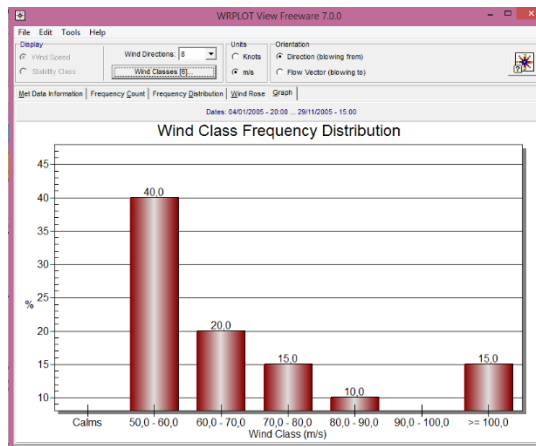 WRPLOT View Freeware 7.0.0
File Edit Tools Help
Display
Wind Speed
Stability Class
Wind Directions: 8
Wind Classes [6]...
Units
Knots
m/s
Orientation
Direction (blowing from)
Flow Vector (blowing to)
Met Data Information Frequency Count Frequency Distribution Wind Rose Graph
Dates: 04/01/2005 - 20:00 ... 29/11/2005 - 15:00
Wind Class Frequency Distribution
45
40
35
30
25
20
15
10
%
40,0
20,0
15,0
10,0
15,0
Calms 50,0 - 60,0 60,0 - 70,0 70,0 - 80,0 80,0 - 90,0 90,0 - 100,0 >= 100,0
Wind Class (m/s)